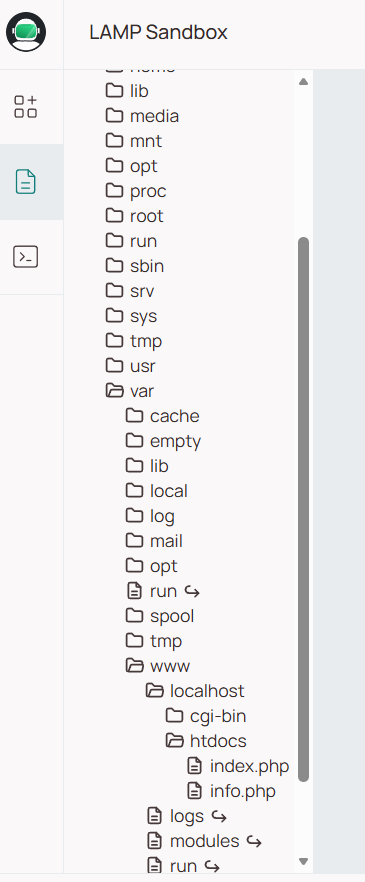 LAMP Sandbox
home
lib
media
mnt
opt
proc
root
run
sbin
srv
sys
tmp
usr
var
cache
empty
lib
local
log
mail
opt
run
spool
tmp
www
localhost
cgi-bin
htdocs
index.php
info.php
logs
modules
run